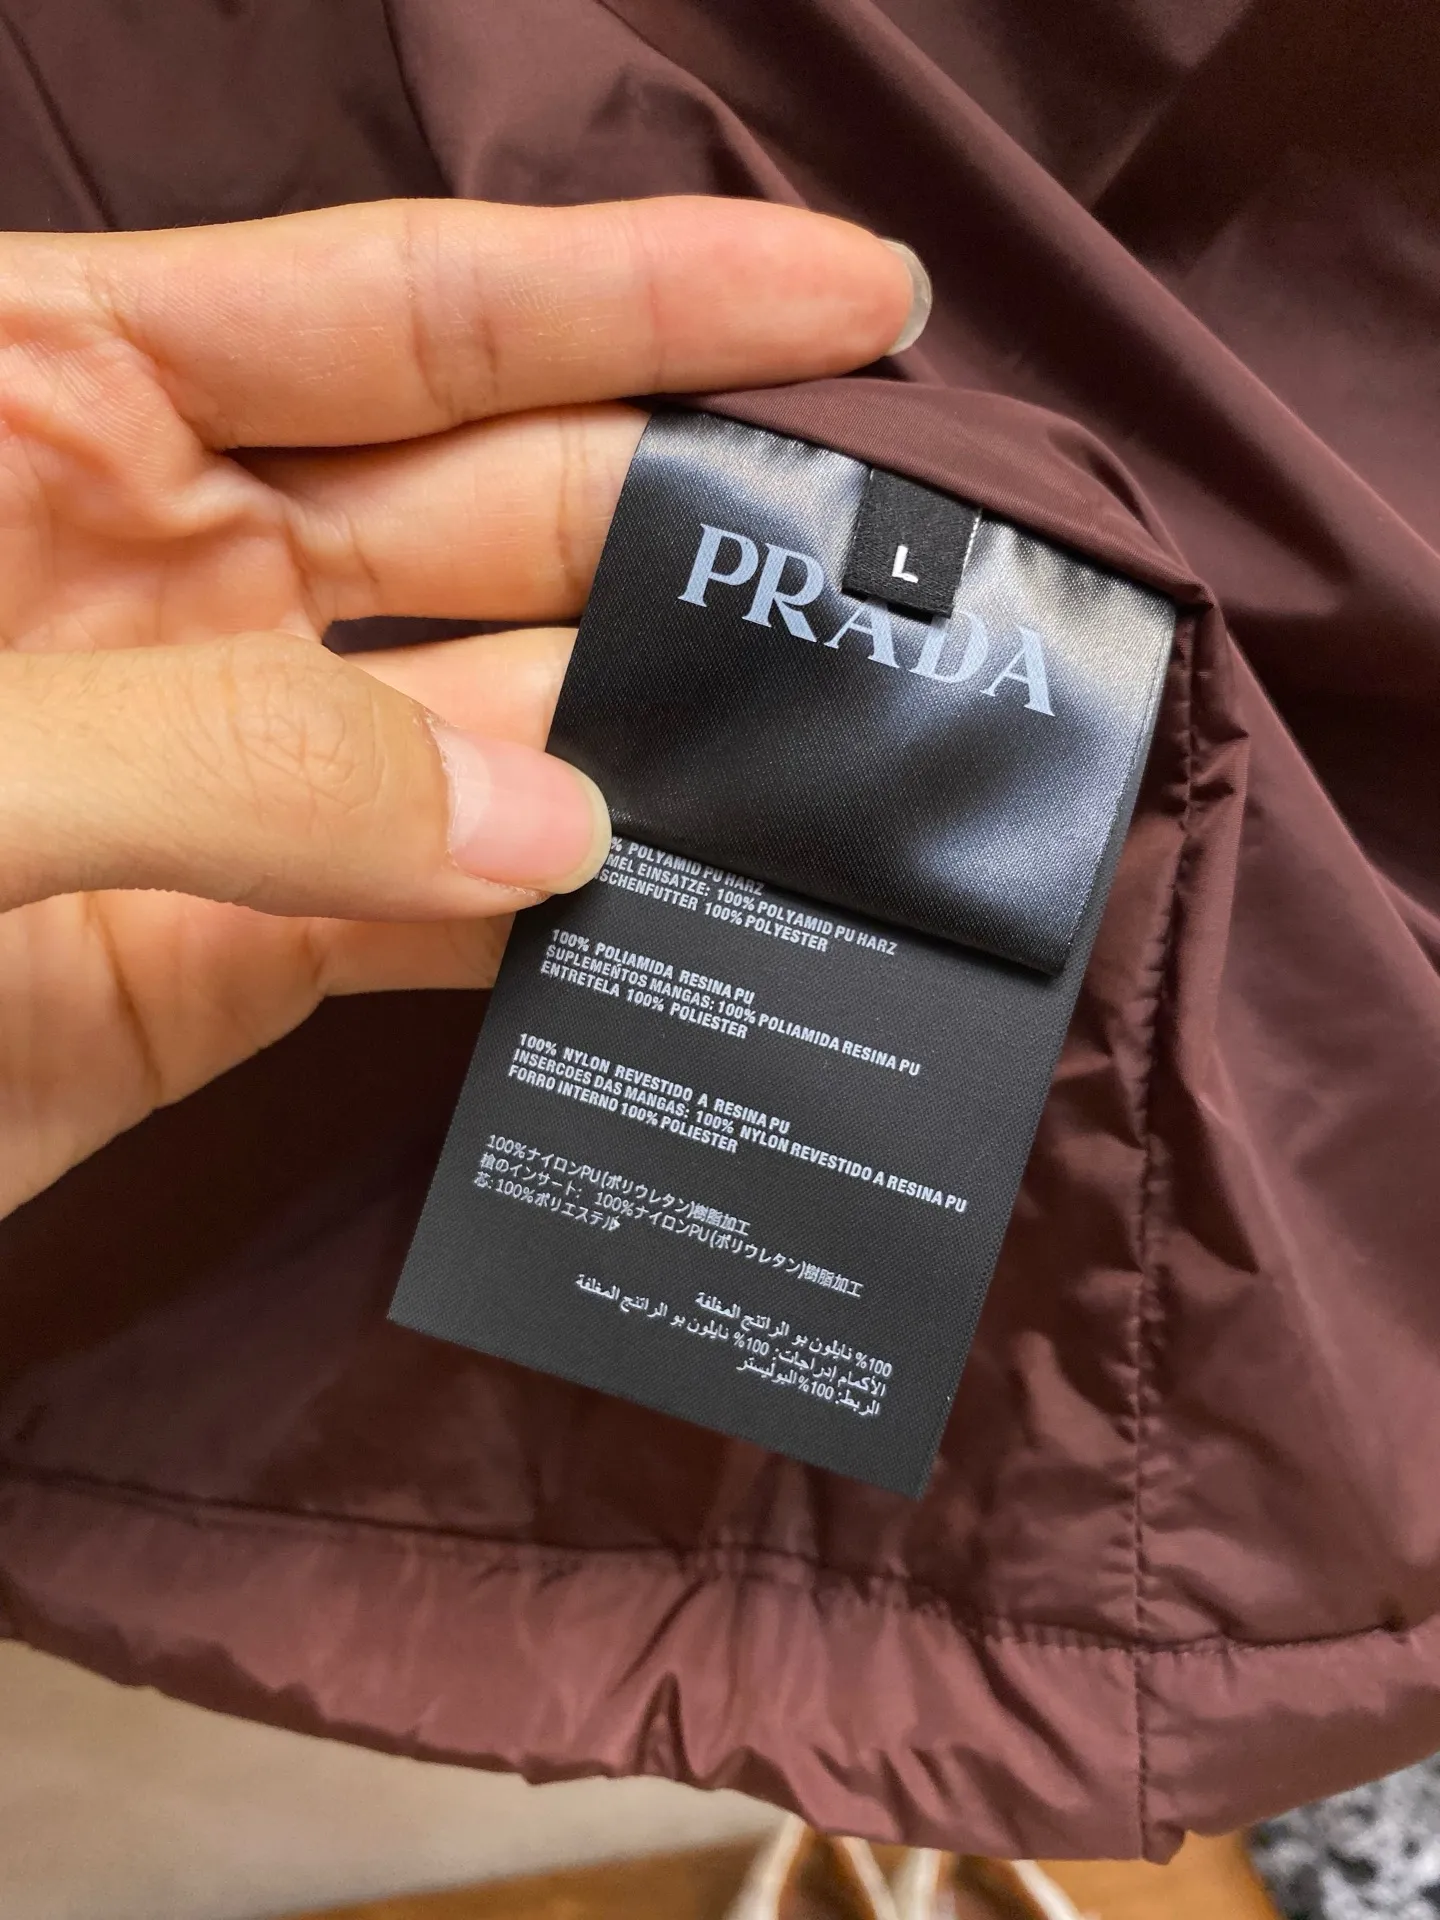 PRADA
L
% POLYAMID PU HARZ
MEL EINSÄTZE: 100% POLYAMID PU HARZ
SCHENFUTTER 100% POLYESTER
100% POLIAMIDA RESINA PU
SUPLEMENTOS MANGAS: 100% POLIAMIDA RESINA PU
ENTRETELA 100% POLIESTER
100% NYLON REVESTIDO A RESINA PU
INSERCOES DAS MANGAS: 100% NYLON REVESTIDO A RESINA PU
FORRO INTERNO 100% POLIESTER
100%ナイロンPU(ポリウレタン)樹脂加工
袖のインサート: 100%ナイロンPU(ポリウレタン)樹脂加工
芯: 100%ポリエステル
100% نايلون بو الراتنج المغلفة
الأكمام إدراجات: 100% نايلون بو الراتنج المغلفة
الربط: 100% البوليستر